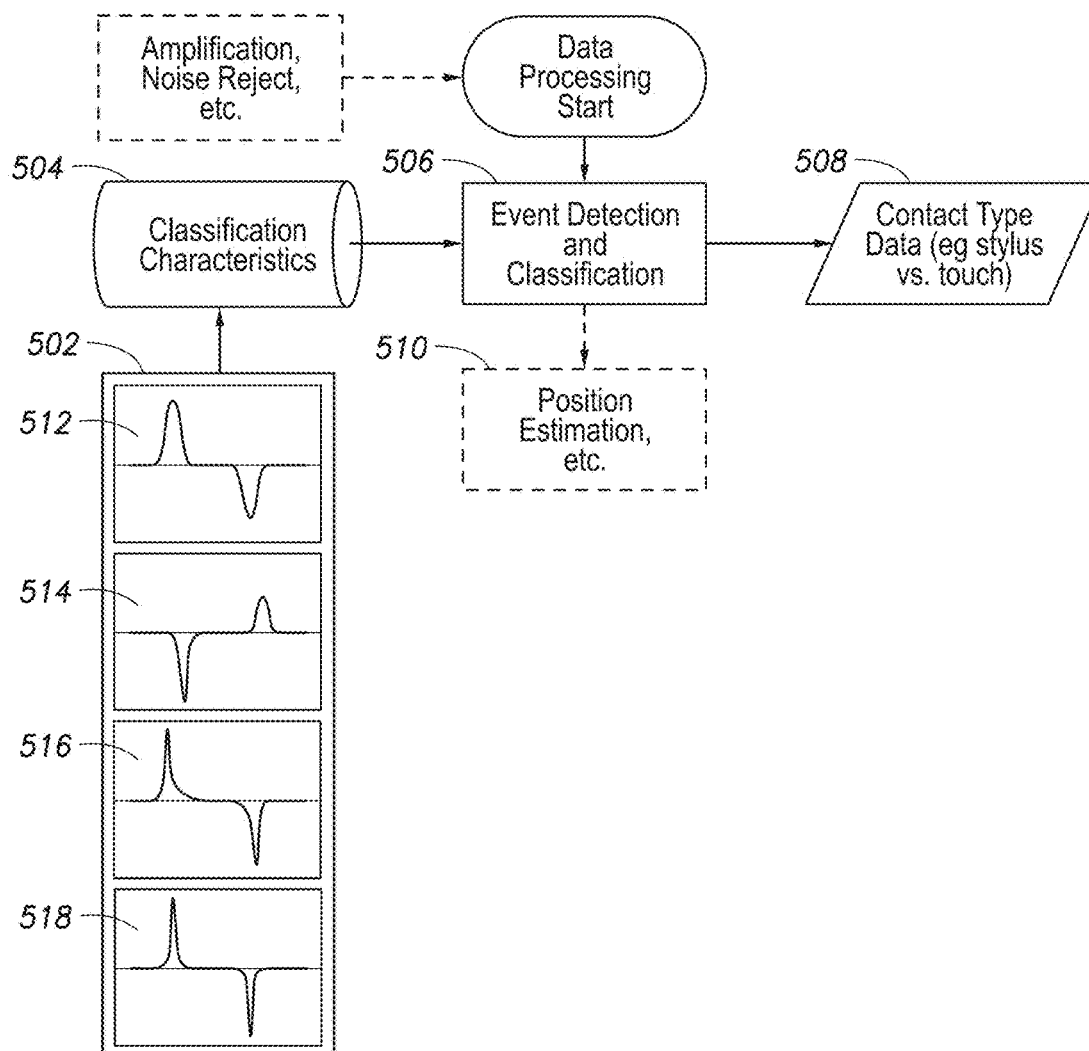 Amplification,
Noise Reject,
etc.
Data
Processing
Start
504
Classification
Characteristics
506
Event Detection
and
Classification
508
Contact Type
Data (eg stylus
vs. touch)
502
510
Position
Estimation,
etc.
512
514
516
518